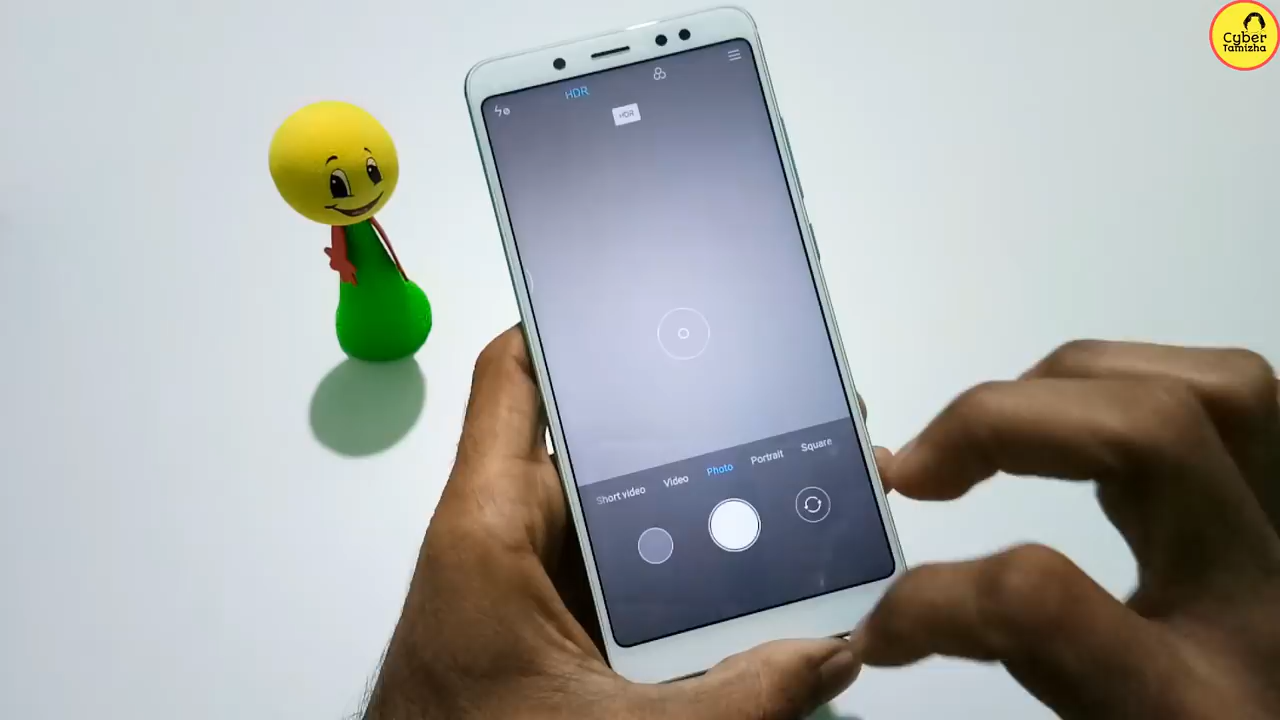 Cyber
Tamizha
HDR
HDR
Short video
Video
Photo
Portrait
Square